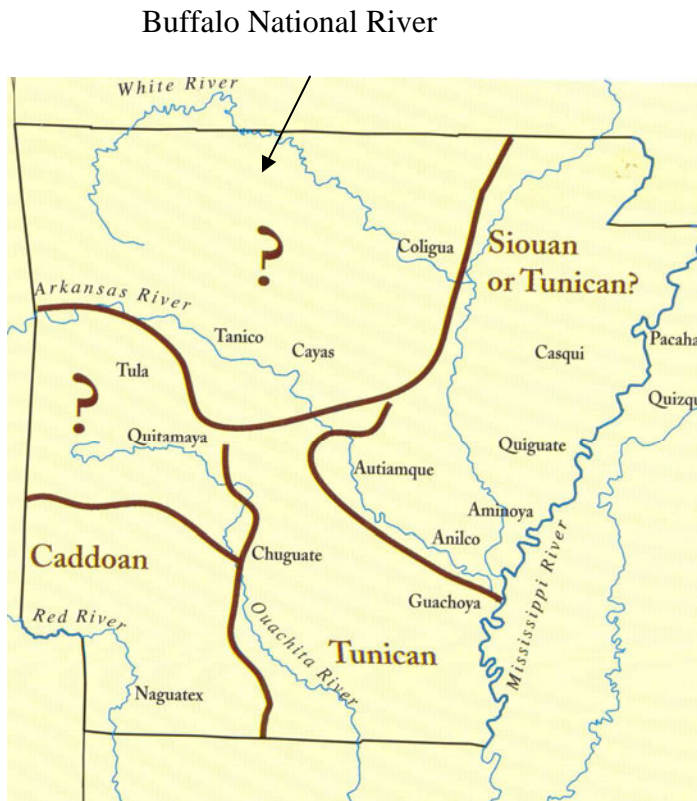 Buffalo National River
White River
?
Coligua
Siouan
or Tunican?
Arkansas River
Tanico
Cayas
Pacaha
Casqui
Tula
?
Quizqu
Quitamaya
Quiguate
Autiamque
Aminoya
Anilco
Caddoan
Chuguate
Guachoya
Mississippi River
Red River
Ouachita River
Tunican
Naguatex